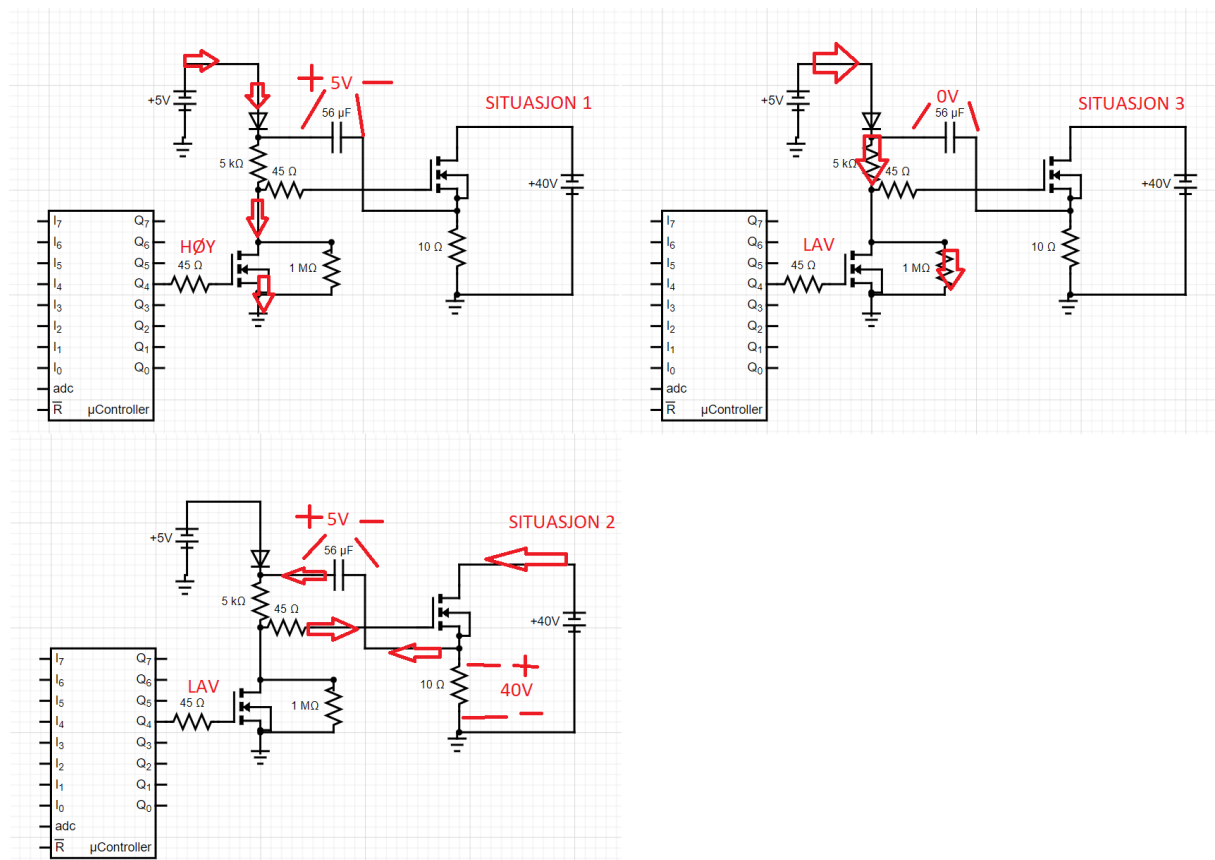 + 5V —
56 µF
SITUASJON 1
+5V
5 kΩ
45 Ω
+40V
10 Ω
HØY
45 Ω
1 MΩ
I7 Q7
I6 Q6
I5 Q5
I4 Q4
I3 Q3
I2 Q2
I1 Q1
I0 Q0
adc
R̅ µController
0V
56 µF
SITUASJON 3
+5V
5 kΩ
45 Ω
+40V
10 Ω
LAV
45 Ω
1 MΩ
I7 Q7
I6 Q6
I5 Q5
I4 Q4
I3 Q3
I2 Q2
I1 Q1
I0 Q0
adc
R̅ µController
+ 5V —
56 µF
SITUASJON 2
+5V
5 kΩ
45 Ω
+40V
10 Ω
— +
40V
— —
LAV
45 Ω
1 MΩ
I7 Q7
I6 Q6
I5 Q5
I4 Q4
I3 Q3
I2 Q2
I1 Q1
I0 Q0
adc
R̅ µController